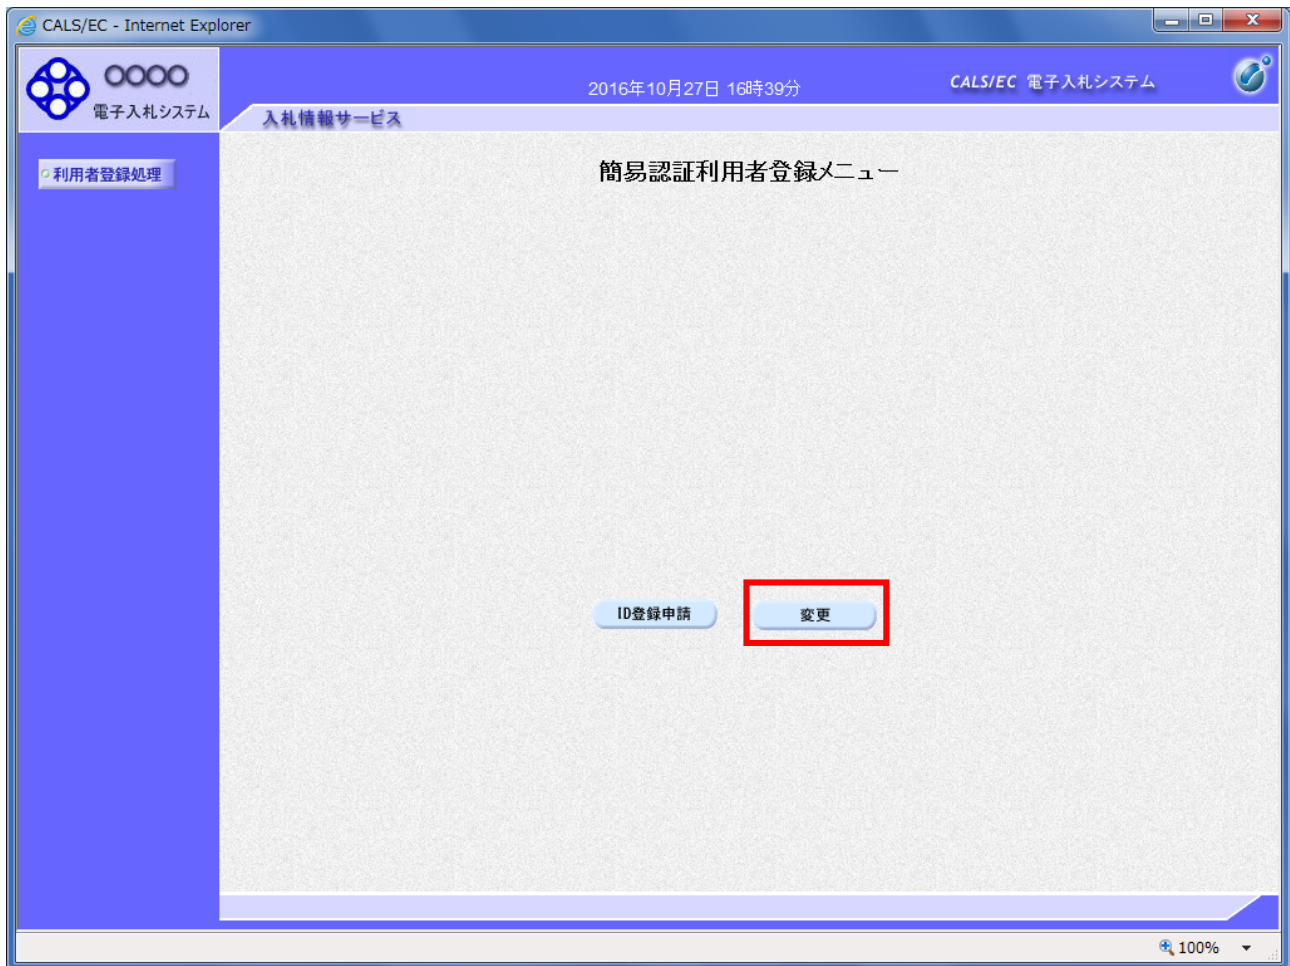 CALS/EC - Internet Explorer
〇〇〇〇
電子入札システム
2016年10月27日 16時39分
CALS/EC 電子入札システム
入札情報サービス
利用者登録処理
簡易認証利用者登録メニュー
ID登録申請
変更
100%